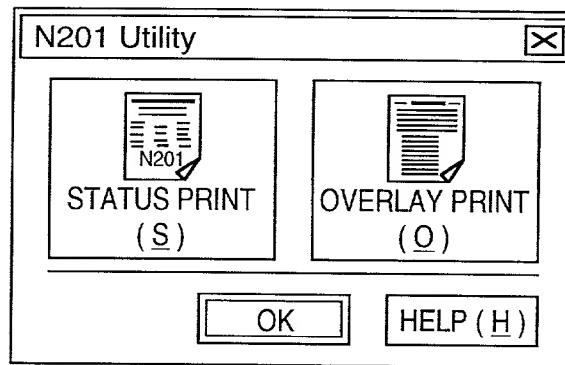 N201 Utility
N201
STATUS PRINT
(S)
OVERLAY PRINT
(O)
OK
HELP (H)